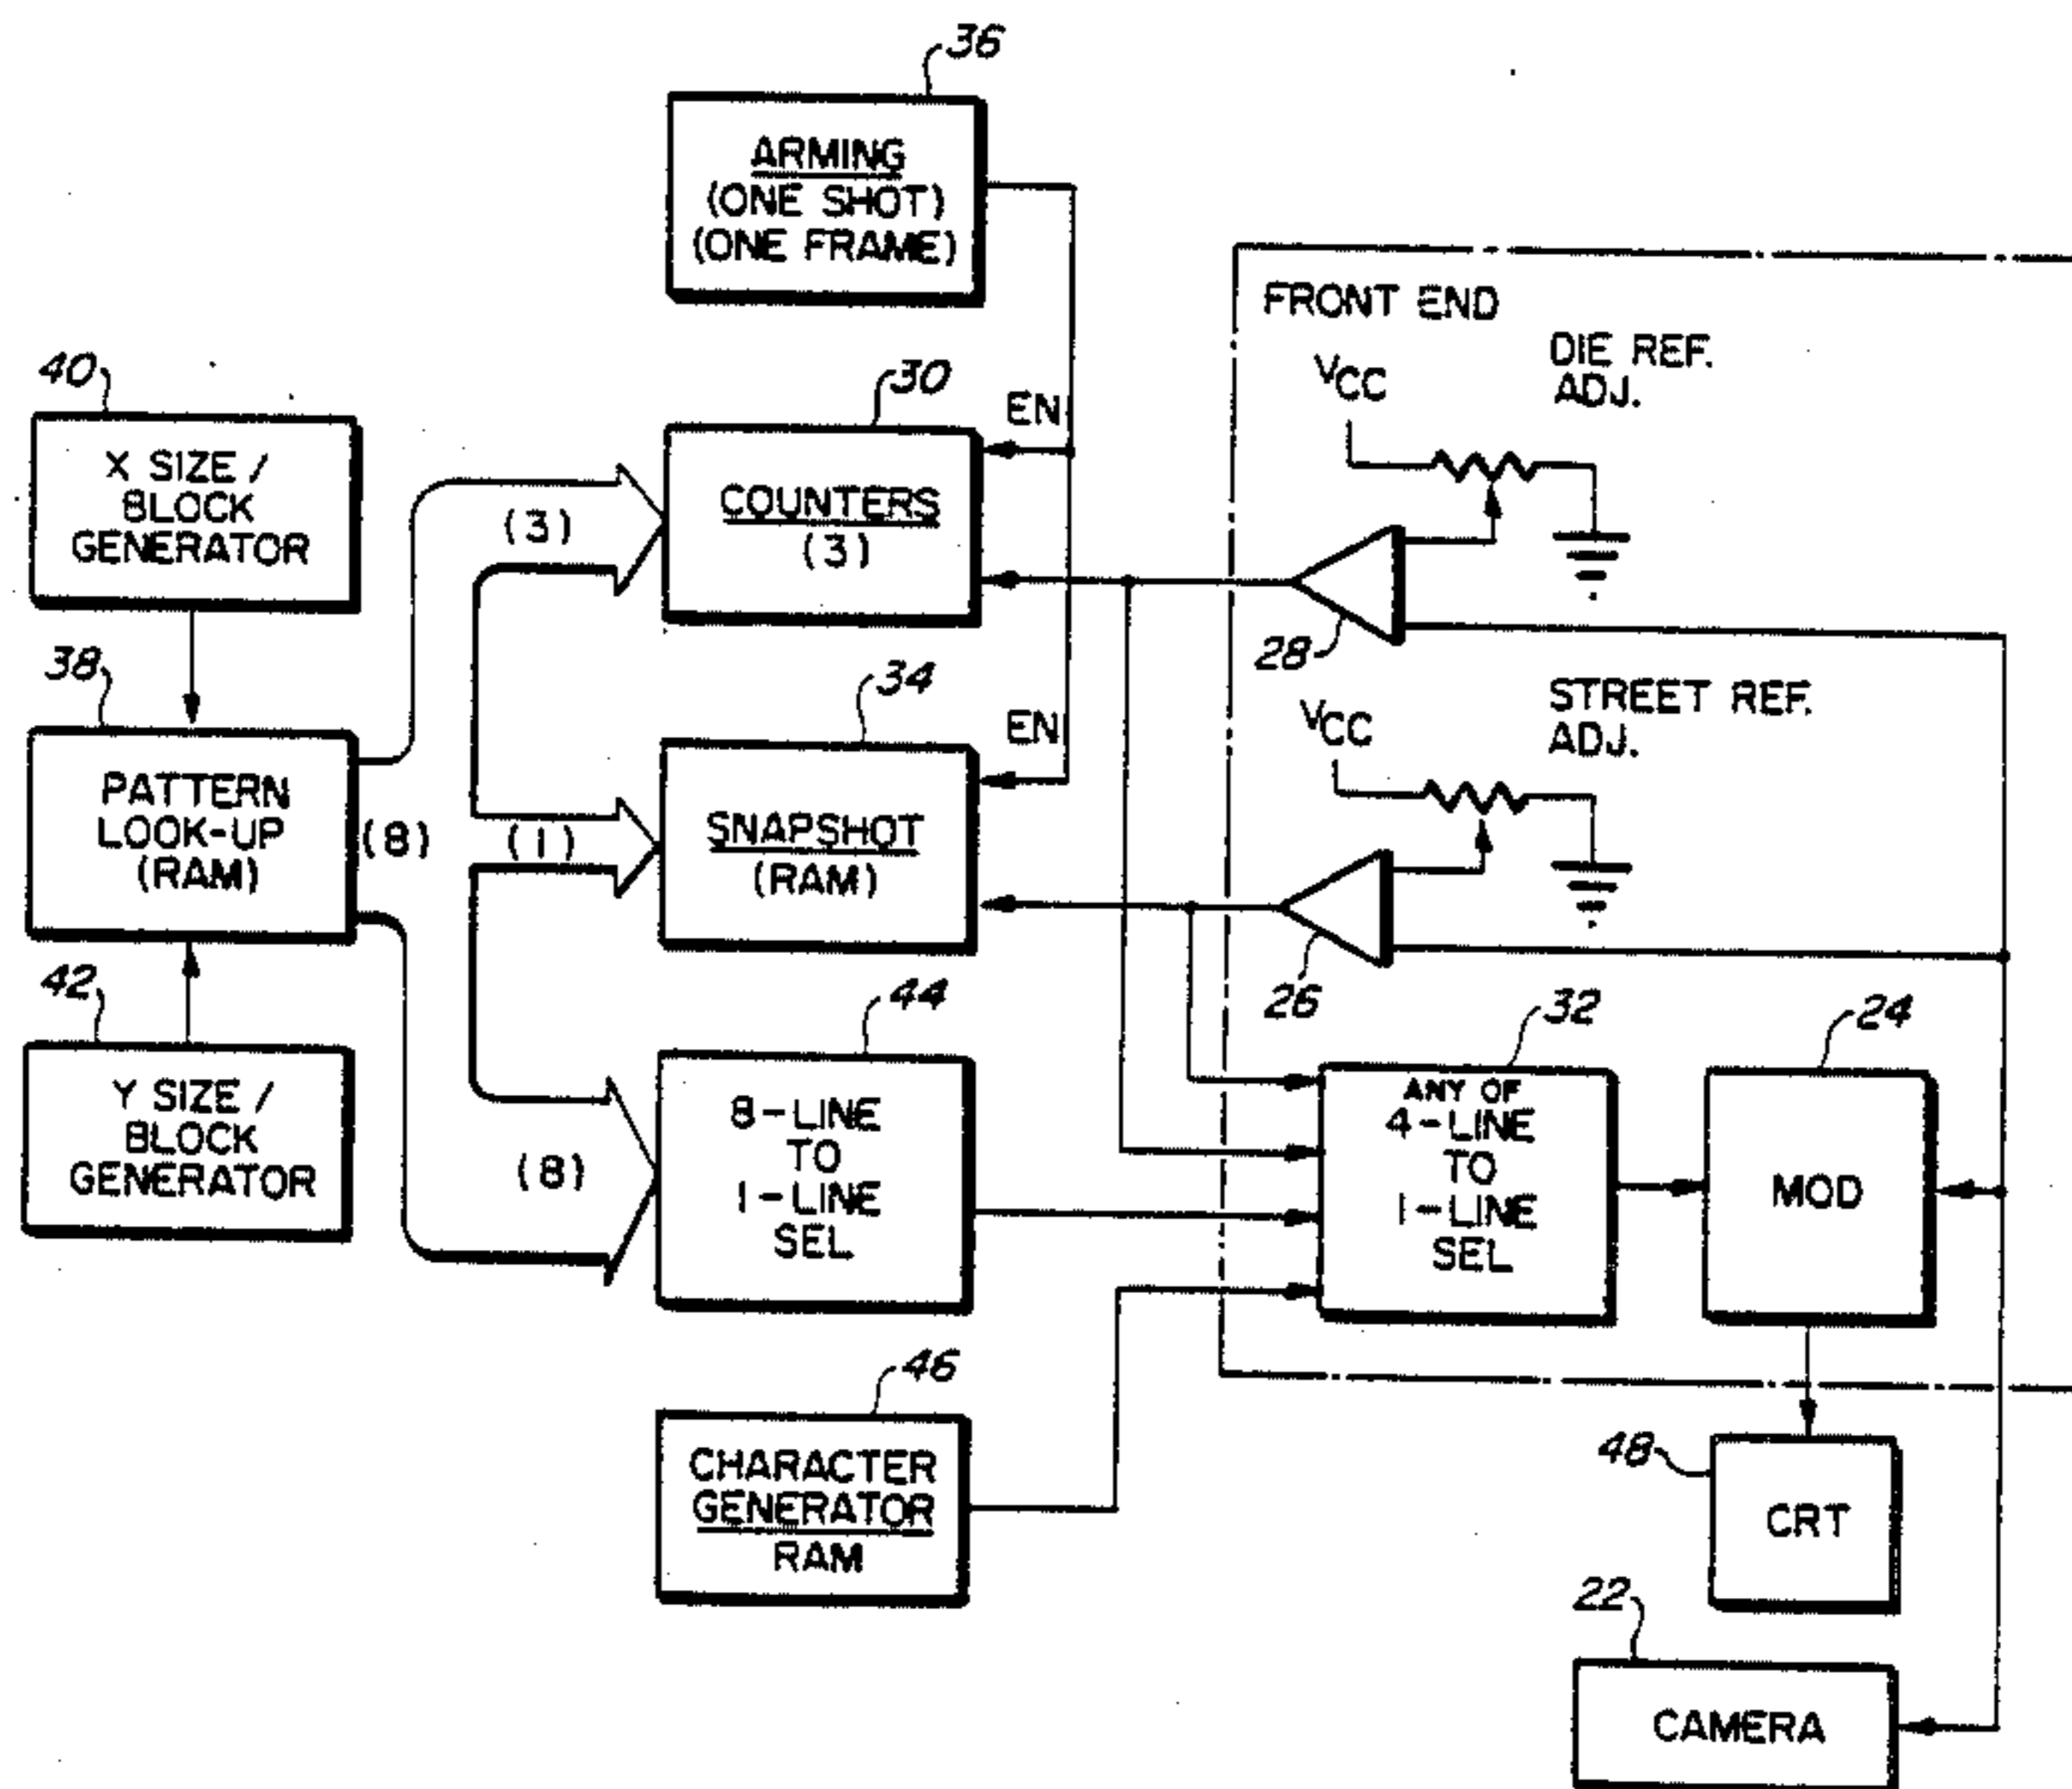 36
ARMING
(ONE SHOT)
(ONE FRAME)
FRONT END
DIE REF.
ADJ.
VCC
40
X SIZE /
BLOCK
GENERATOR
30
EN
COUNTERS
(3)
(3)
28
38
PATTERN
LOOK-UP
(RAM)
(8)
34
EN
SNAPSHOT
(RAM)
(1)
STREET REF.
ADJ.
VCC
26
42
Y SIZE /
BLOCK
GENERATOR
44
8-LINE
TO
1-LINE
SEL
(8)
32
ANY OF
4-LINE
TO
1-LINE
SEL
24
MOD
46
CHARACTER
GENERATOR
RAM
48
CRT
22
CAMERA